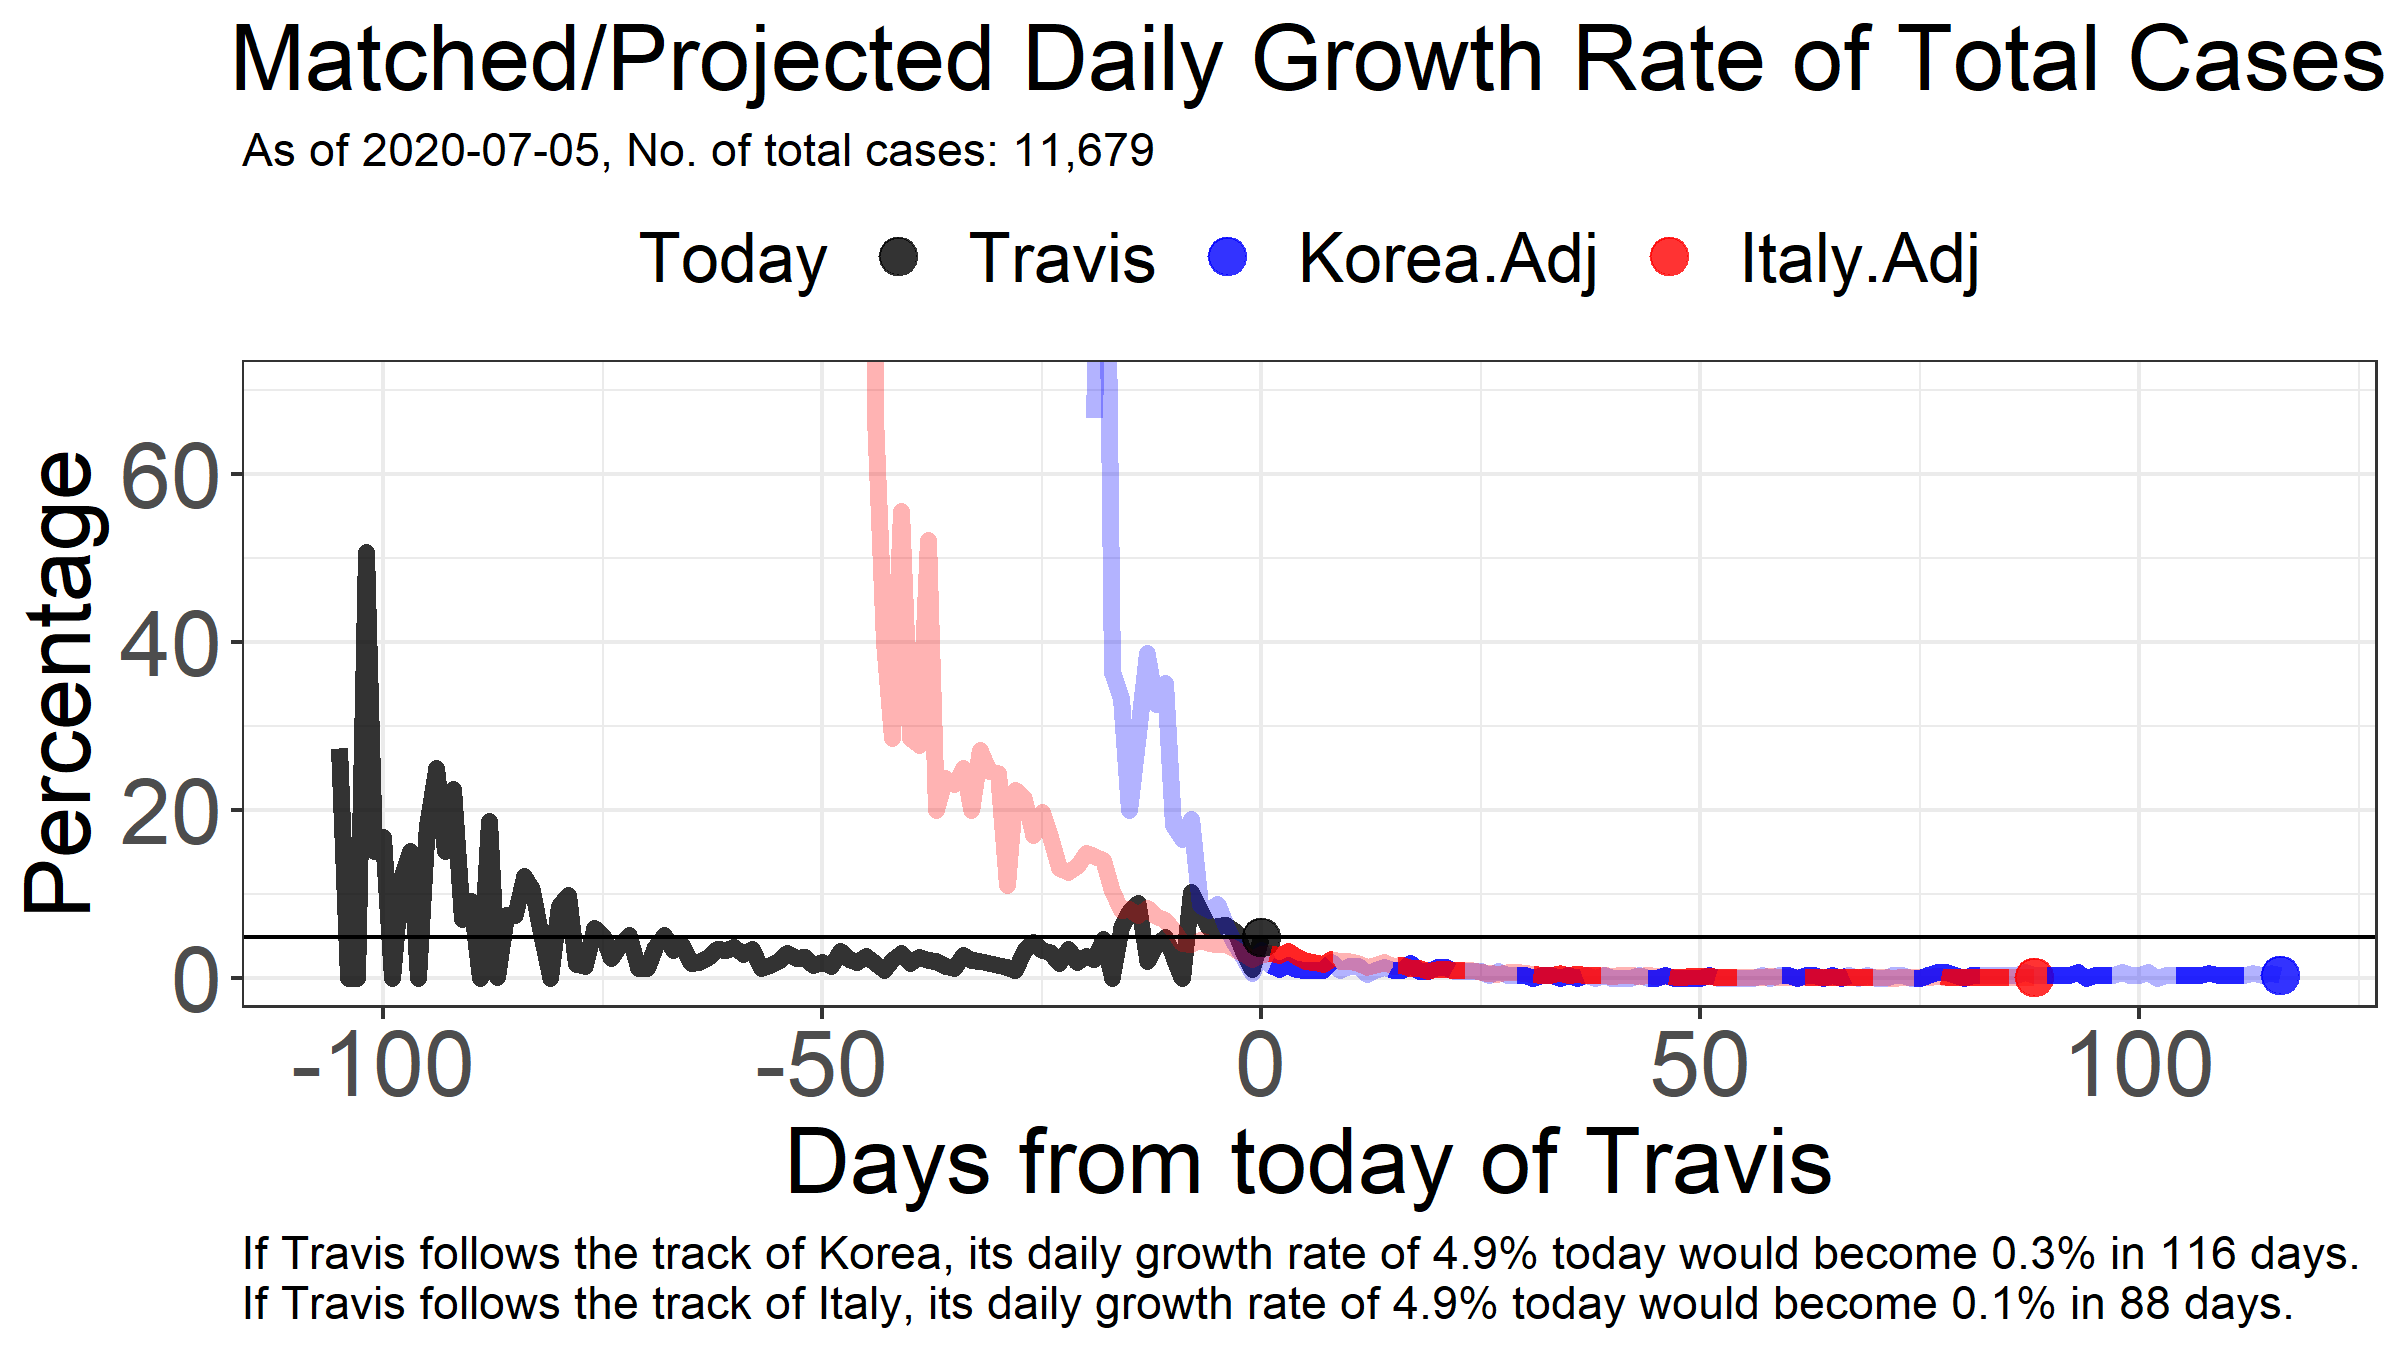 Matched/Projected Daily Growth Rate of Total Cases
As of 2020-07-05, No. of total cases: 11,679
Today Travis Korea.Adj Italy.Adj
Percentage
60
40
20
0
-100 -50 0 50 100
Days from today of Travis
If Travis follows the track of Korea, its daily growth rate of 4.9% today would become 0.3% in 116 days.
If Travis follows the track of Italy, its daily growth rate of 4.9% today would become 0.1% in 88 days.